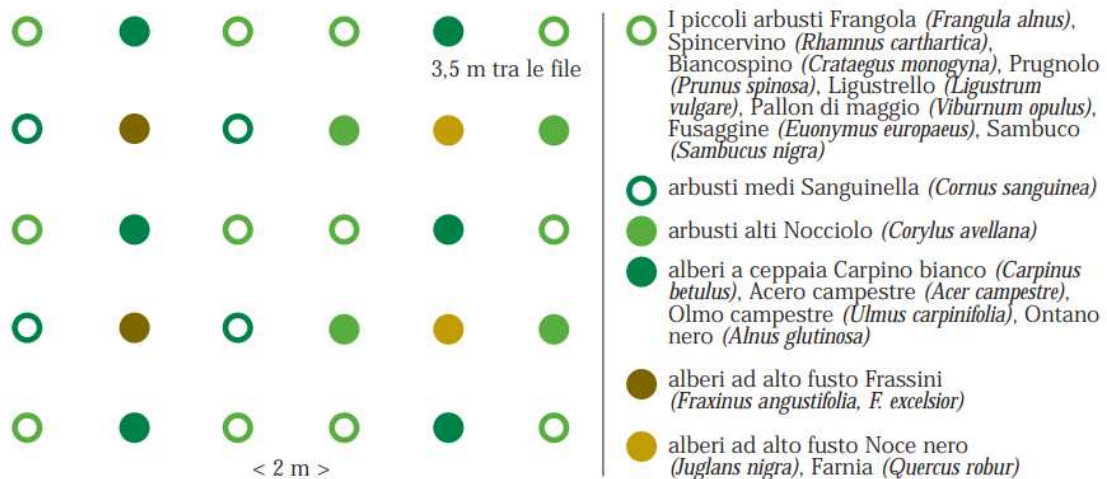 3,5 m tra le file
< 2 m >
I piccoli arbusti Frangola (Frangula alnus),
Spincervino (Rhamnus carthartica),
Biancospino (Crataegus monogyna), Prugnolo
(Prunus spinosa), Ligustrello (Ligustrum
vulgare), Pallon di maggio (Viburnum opulus),
Fusaggine (Euonymus europaeus), Sambuco
(Sambucus nigra)
arbusti medi Sanguinella (Cornus sanguinea)
arbusti alti Nocciolo (Corylus avellana)
alberi a ceppaia Carpino bianco (Carpinus
betulus), Acero campestre (Acer campestre),
Olmo campestre (Ulmus carpinifolia), Ontano
nero (Alnus glutinosa)
alberi ad alto fusto Frassini
(Fraxinus angustifolia, F. excelsior)
alberi ad alto fusto Noce nero
(Juglans nigra), Farnia (Quercus robur)